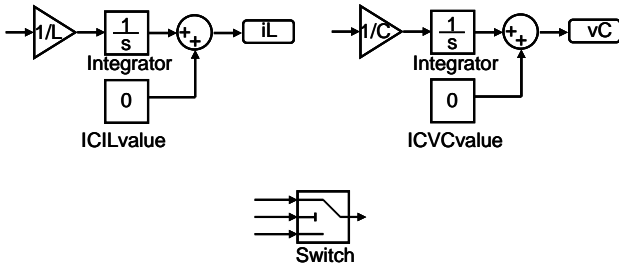 1/L
1
s
+
+
iL
Integrator
0
ICILvalue
1/C
1
s
+
+
vC
Integrator
0
ICVCvalue
Switch